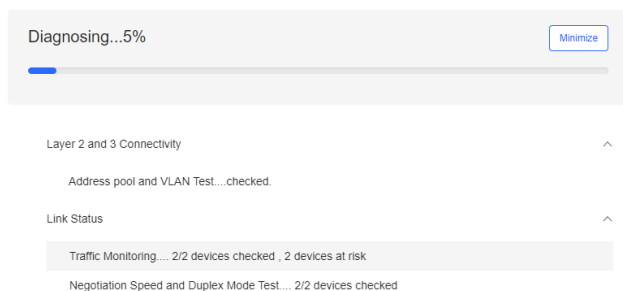 Diagnosing...5%
Minimize
Layer 2 and 3 Connectivity
Address pool and VLAN Test....checked.
Link Status
Traffic Monitoring.... 2/2 devices checked , 2 devices at risk
Negotiation Speed and Duplex Mode Test.... 2/2 devices checked